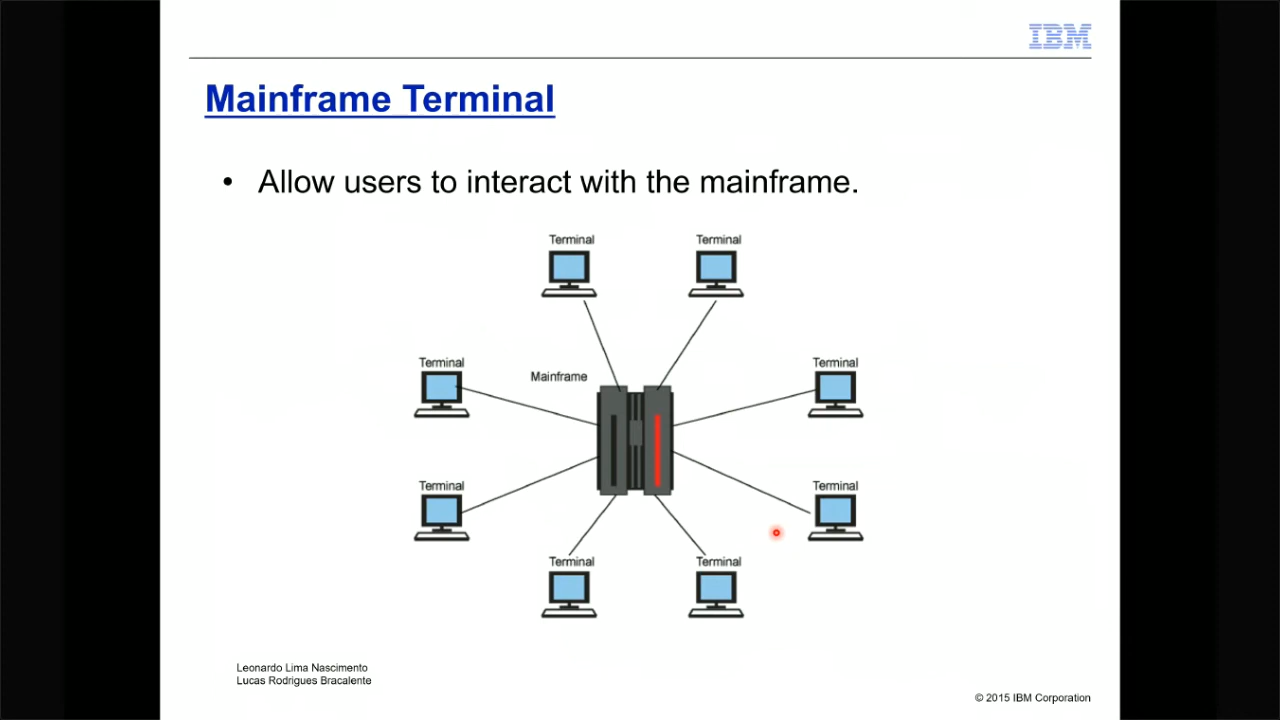 IBM
Mainframe Terminal
• Allow users to interact with the mainframe.
Terminal
Terminal
Terminal
Mainframe
Terminal
Terminal
Terminal
Terminal
Terminal
Leonardo Lima Nascimento
Lucas Rodrigues Bracalente
© 2015 IBM Corporation